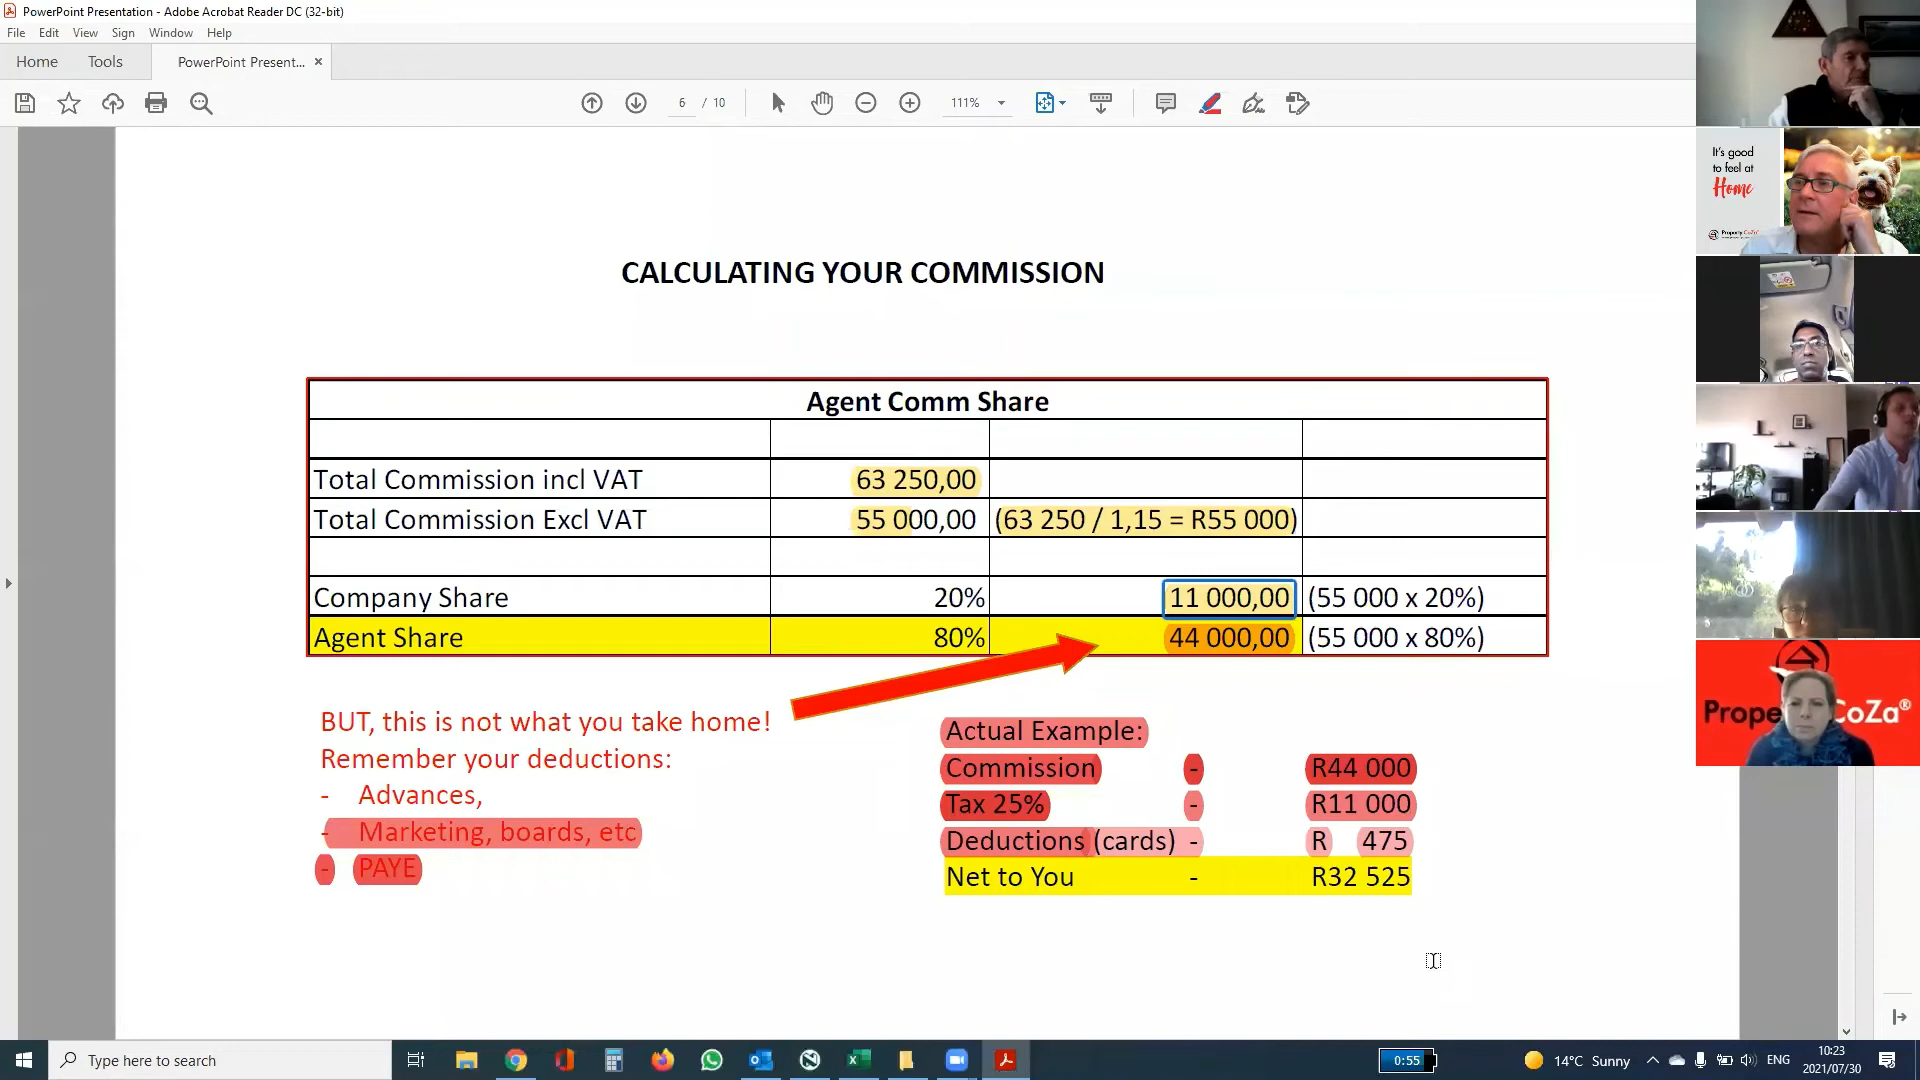 PowerPoint Presentation - Adobe Acrobat Reader DC (32-bit)
File Edit View Sign Window Help
Home Tools PowerPoint Present... ×
6 / 10 111%
CALCULATING YOUR COMMISSION
Agent Comm Share
Total Commission incl VAT 63 250,00
Total Commission Excl VAT 55 000,00 (63 250 / 1,15 = R55 000)
Company Share 20% 11 000,00 (55 000 x 20%)
Agent Share 80% 44 000,00 (55 000 x 80%)
BUT, this is not what you take home!
Remember your deductions:
- Advances,
- Marketing, boards, etc
- PAYE
Actual Example:
Commission - R44 000
Tax 25% - R11 000
Deductions (cards) - R 475
Net to You - R32 525
It's good
to feel at
Home
Property.CoZa
Prope CoZa®
Type here to search
0:55
14°C Sunny
ENG
10:23
2021/07/30